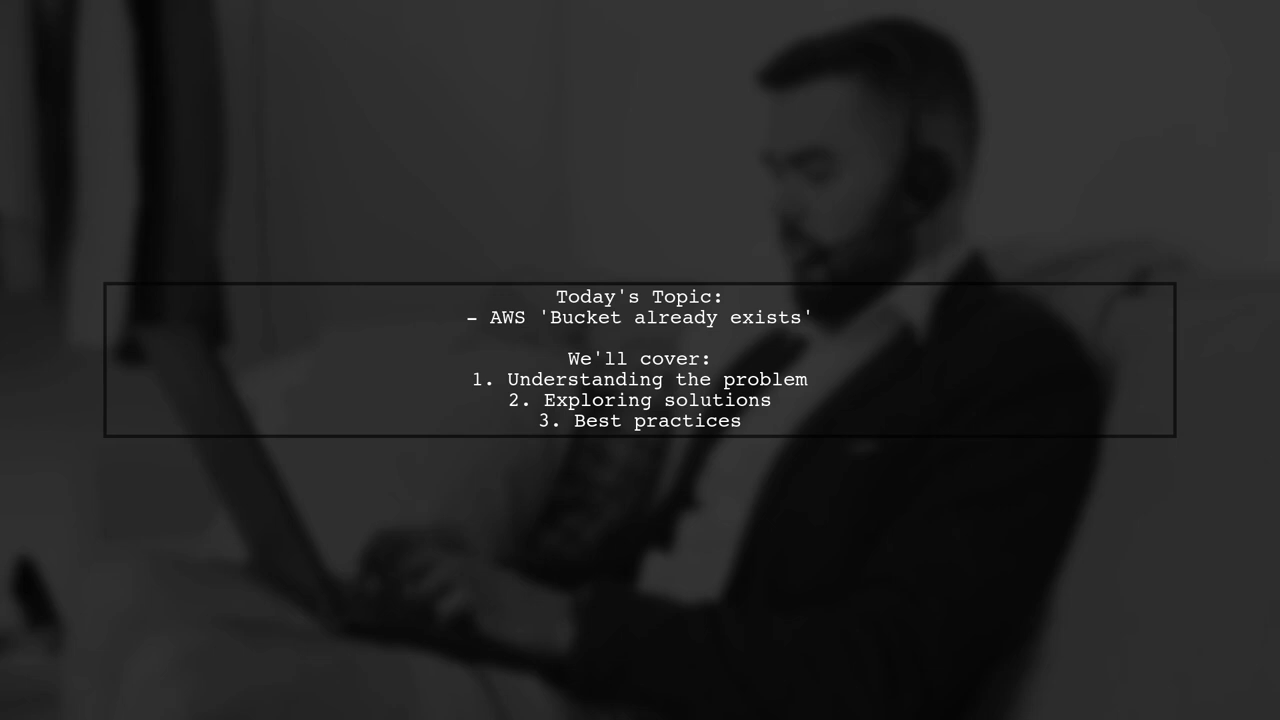 Today's Topic:
- AWS 'Bucket already exists'
We'll cover:
1. Understanding the problem
2. Exploring solutions
3. Best practices